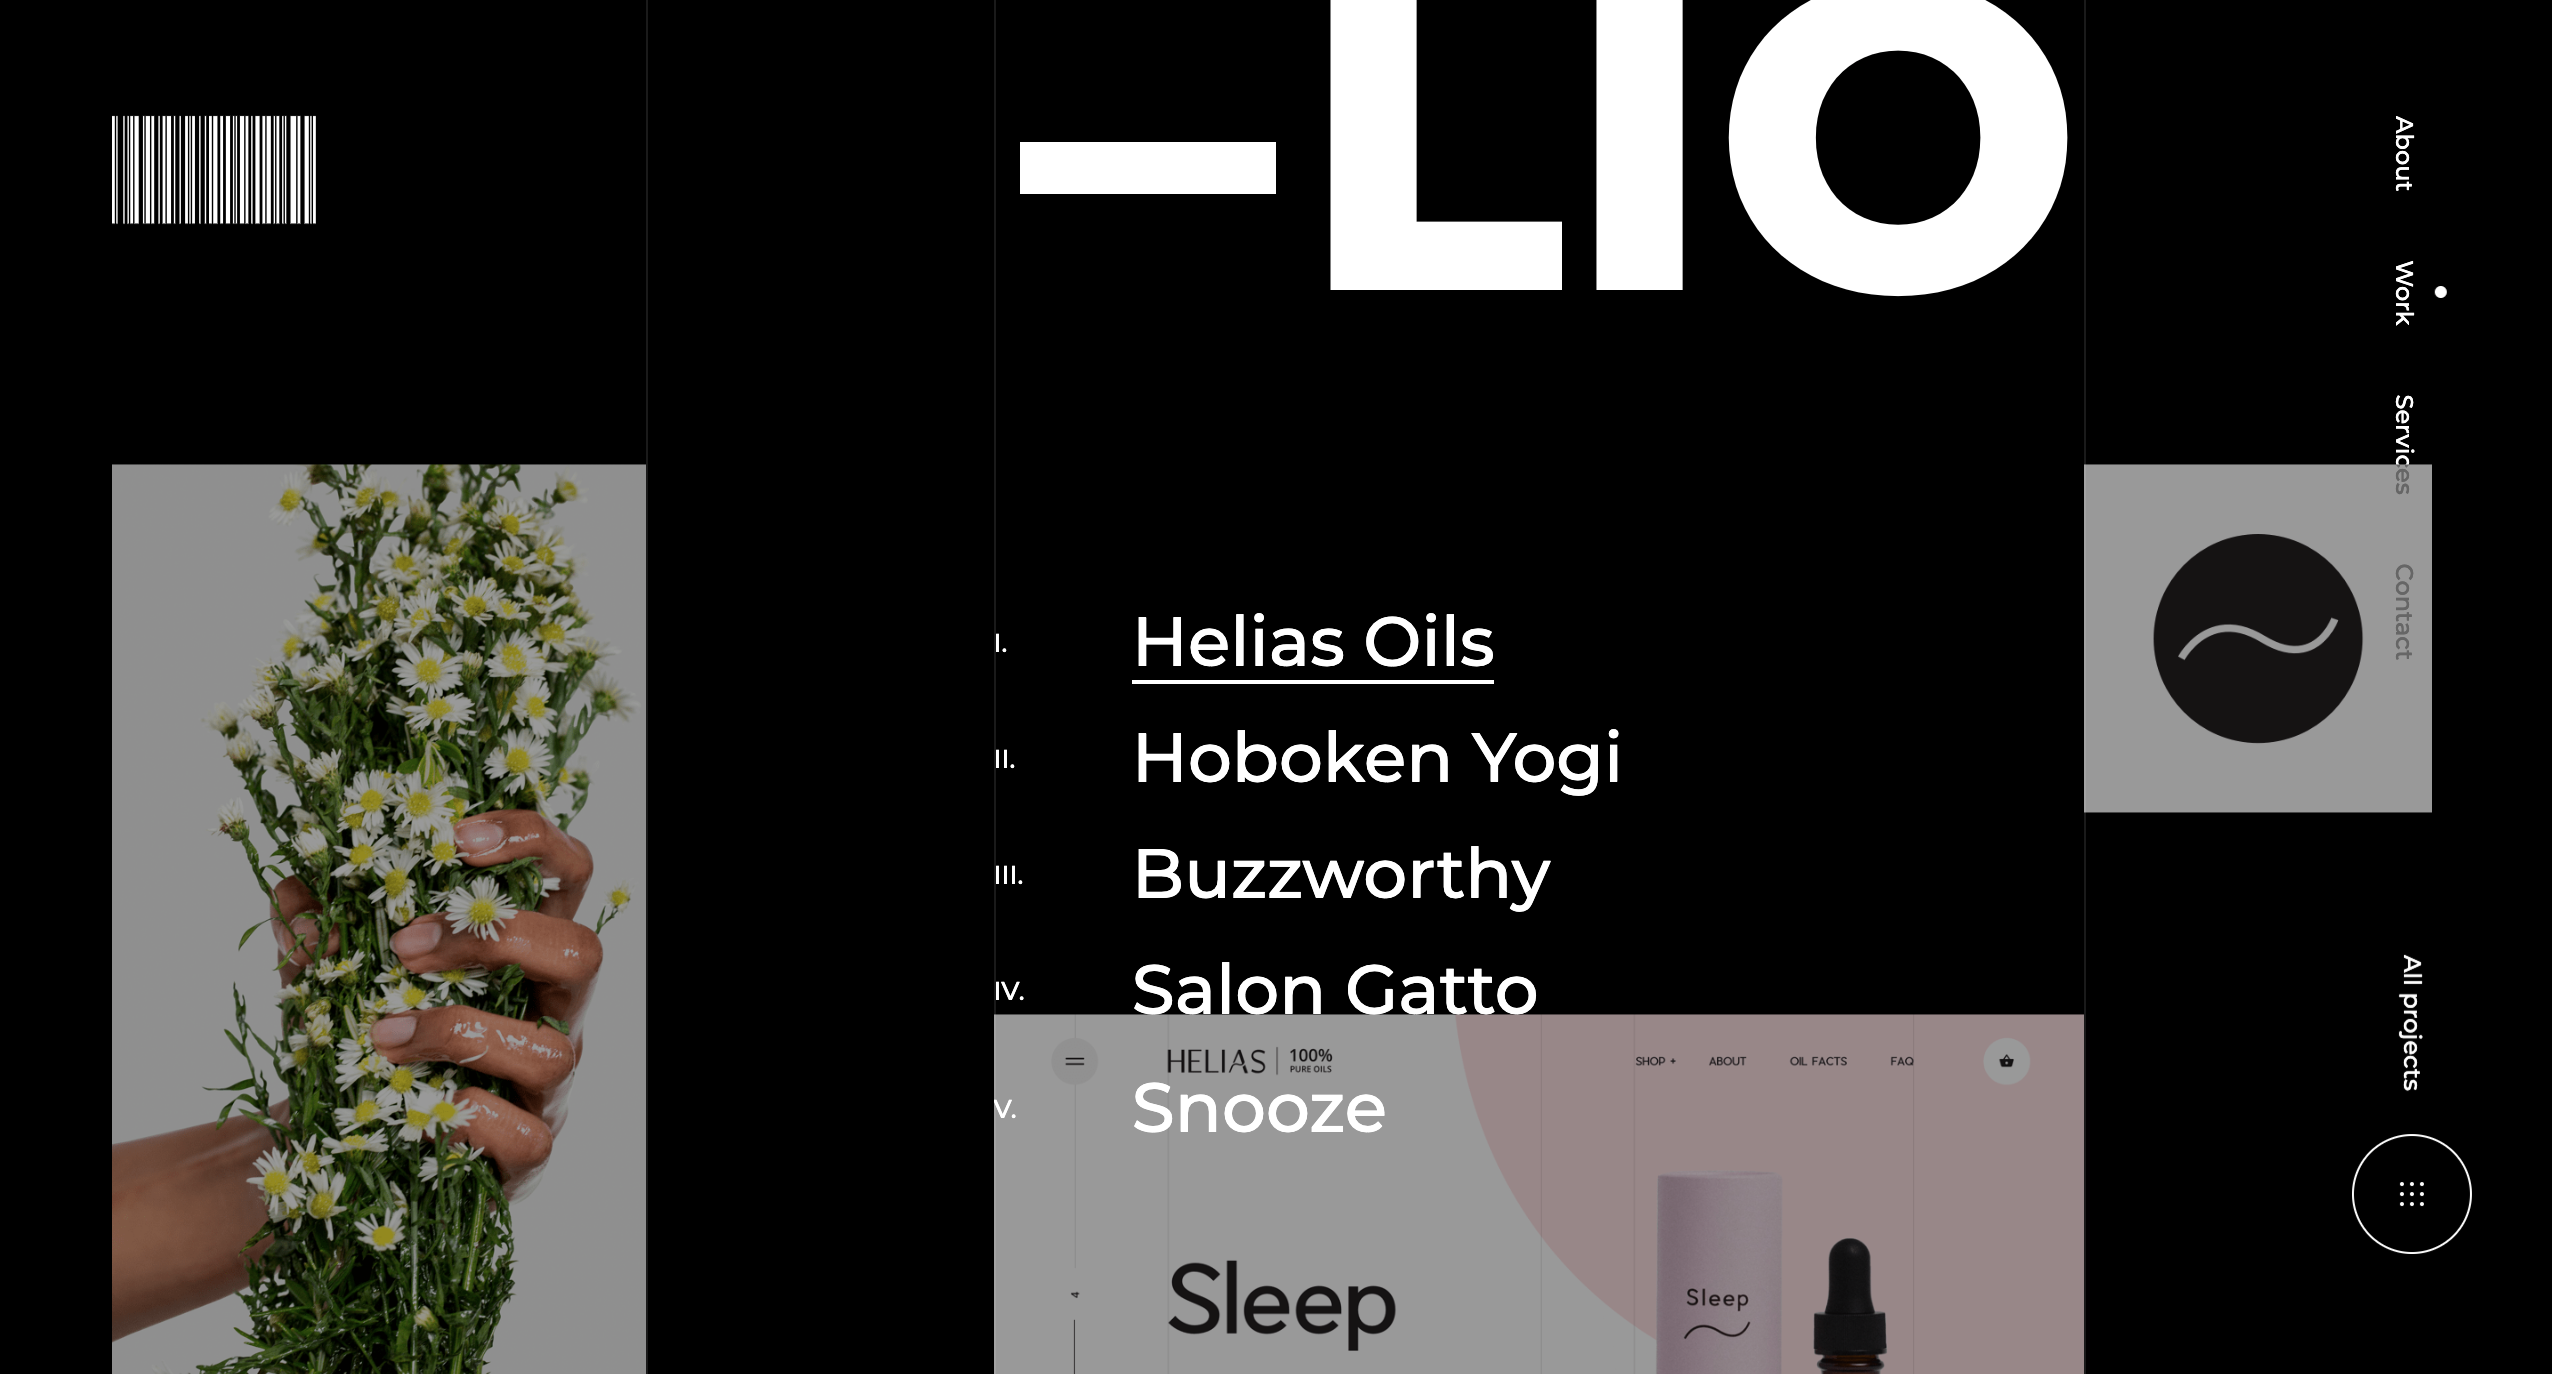 –LIO
About
Work
Services
Contact
I. Helias Oils
II. Hoboken Yogi
III. Buzzworthy
IV. Salon Gatto
V. Snooze
HELIAS | 100% PURE OILS
SHOP + ABOUT OIL FACTS FAQ
4
Sleep
Sleep
All projects